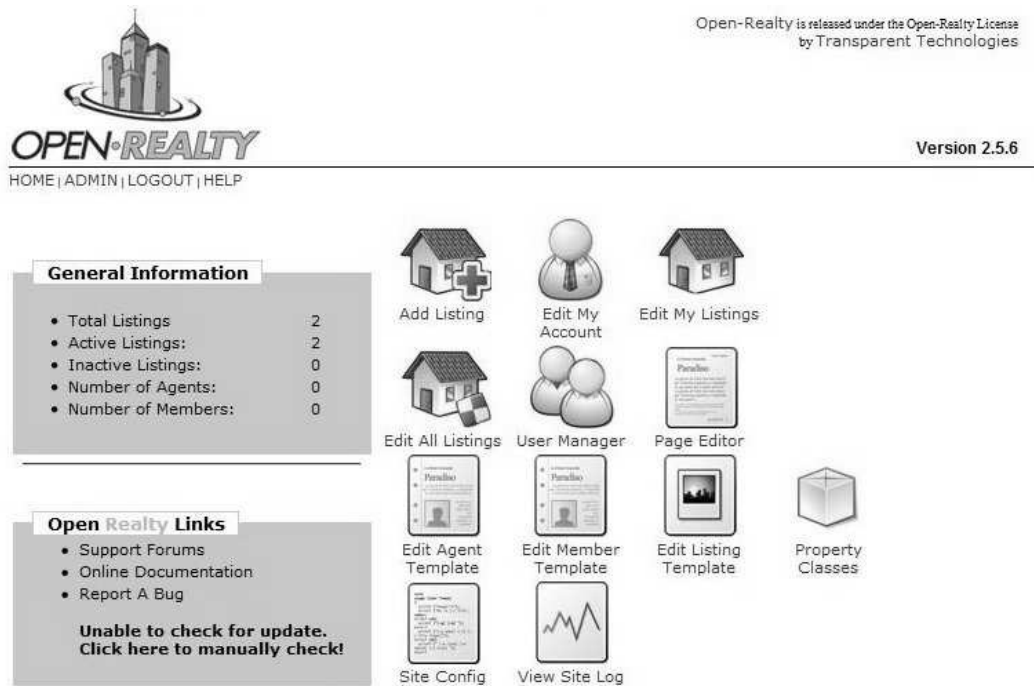 Open-Realty is released under the Open-Realty License
by Transparent Technologies
OPEN·REALTY
Version 2.5.6
HOME | ADMIN | LOGOUT | HELP
General Information
• Total Listings 2
• Active Listings: 2
• Inactive Listings: 0
• Number of Agents: 0
• Number of Members: 0
Open Realty Links
• Support Forums
• Online Documentation
• Report A Bug
Unable to check for update.
Click here to manually check!
Add Listing
Edit My
Account
Edit My Listings
Edit All Listings
User Manager
Paradiso
Page Editor
Paradiso
Edit Agent
Template
Paradiso
Edit Member
Template
Edit Listing
Template
Property
Classes
Site Config
View Site Log